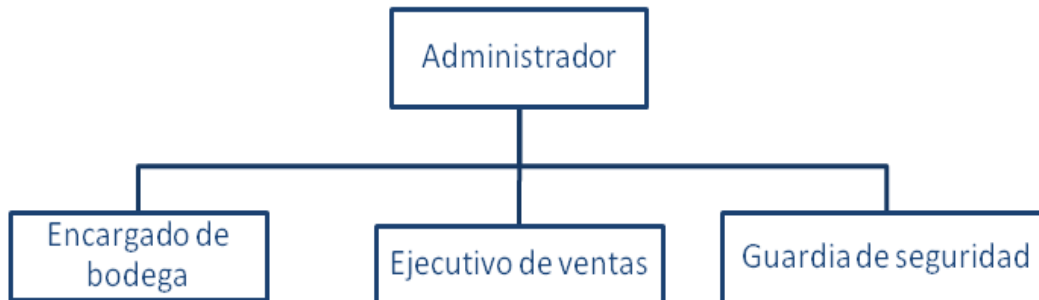 Administrador
Encargado de
bodega
Ejecutivo de ventas
Guardia de seguridad